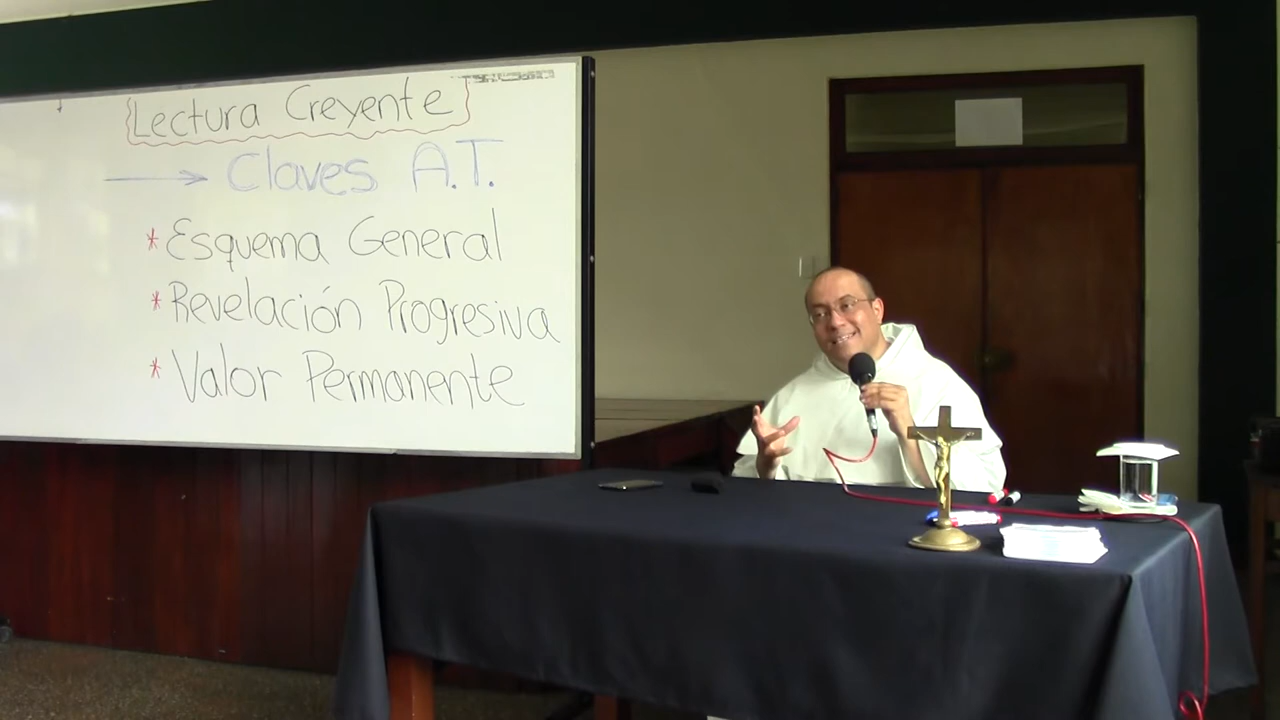 Lectura Creyente
→ Claves A.T.
* Esquema General
* Revelación Progresiva
* Valor Permanente